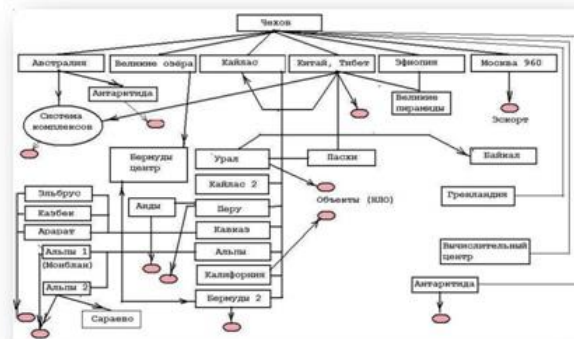 Чехов
Австралия
Великие озёра
Кайлас
Китай, Тибет
Эфиопия
Москва 960
Антарктида
Великие
пирамиды
Эскорт
Система
комплексов
Бермуды
центр
Урал
Пасхи
Байкал
Эльбрус
Кайлас 2
Объекты (НЛО)
Гренландия
Казбек
Анды
Перу
Арарат
Кавказ
Альпы 1
(Монблан)
Альпы
Вычислительный
центр
Калифорния
Альпы 2
Бермуды 2
Антарктида
Сараево